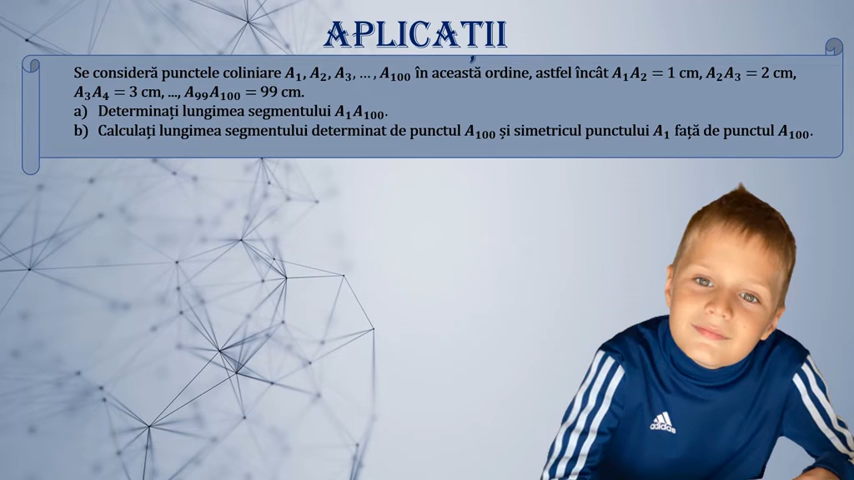 APLICAȚII
Se consideră punctele coliniare A₁, A₂, A₃, ..., A₁₀₀ în această ordine, astfel încât A₁A₂ = 1 cm, A₂A₃ = 2 cm,
A₃A₄ = 3 cm, ..., A₉₉A₁₀₀ = 99 cm.
a) Determinați lungimea segmentului A₁A₁₀₀.
b) Calculați lungimea segmentului determinat de punctul A₁₀₀ și simetricul punctului A₁ față de punctul A₁₀₀.
adidas